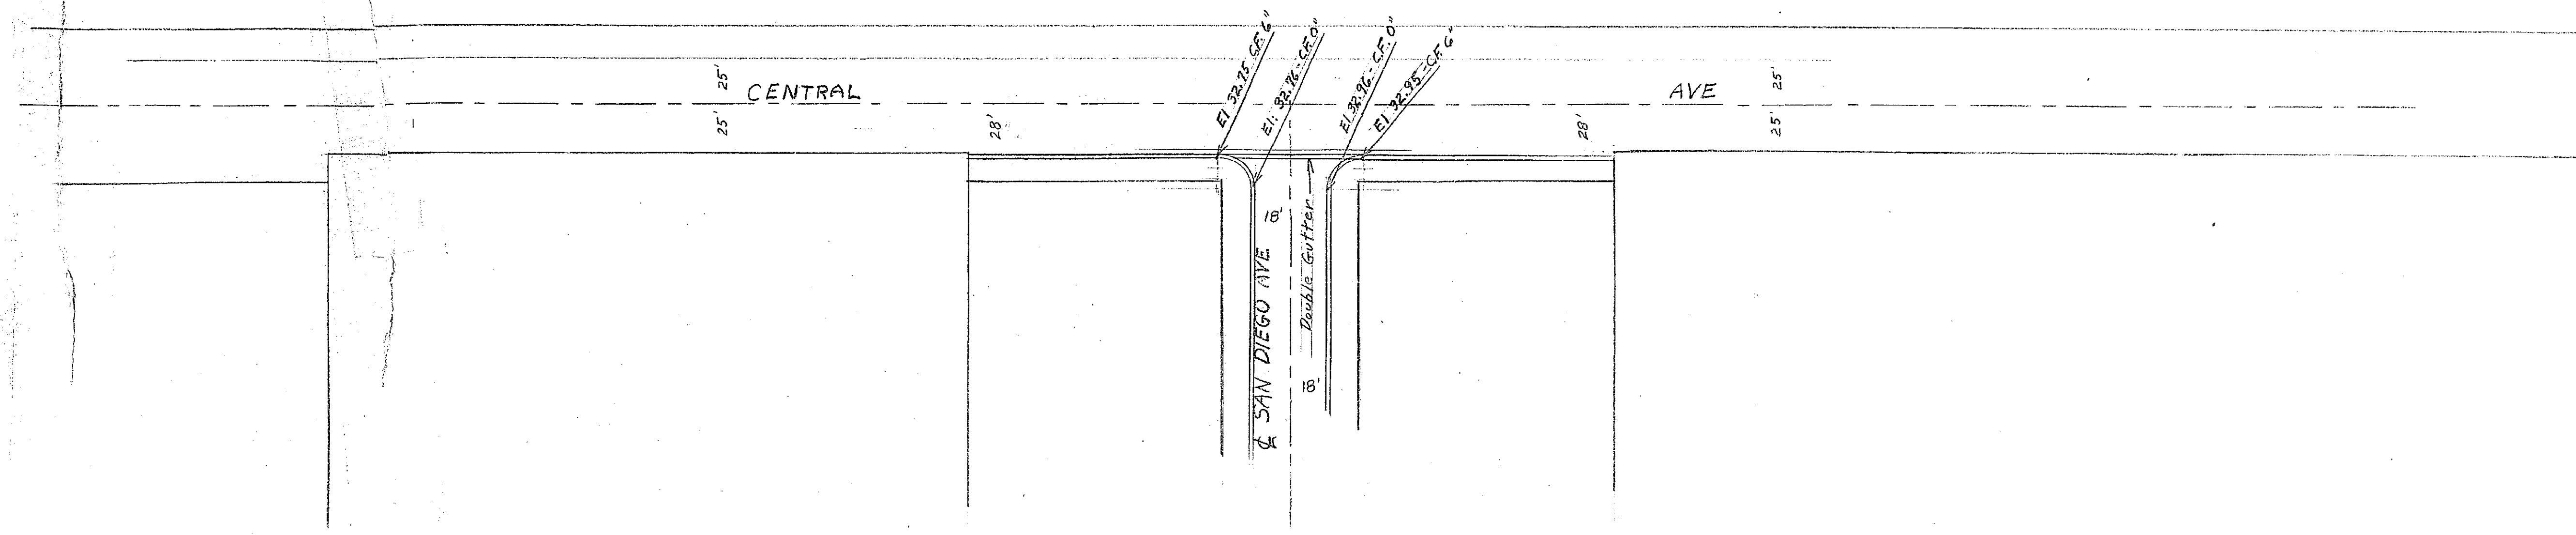 El 32.75 C.F. 6"
El. 32.76 - C.F. 0"
El 32.96 - C.F. 0"
El 32.95 - C.F. 6"
25'
CENTRAL
AVE
25'
25'
28'
28'
25'
18'
Double Gutter
℄ SAN DIEGO AVE
18'